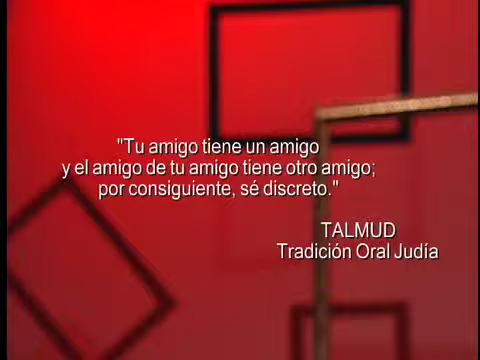 "Tu amigo tiene un amigo
y el amigo de tu amigo tiene otro amigo;
por consiguiente, sé discreto."
TALMUD
Tradición Oral Judía